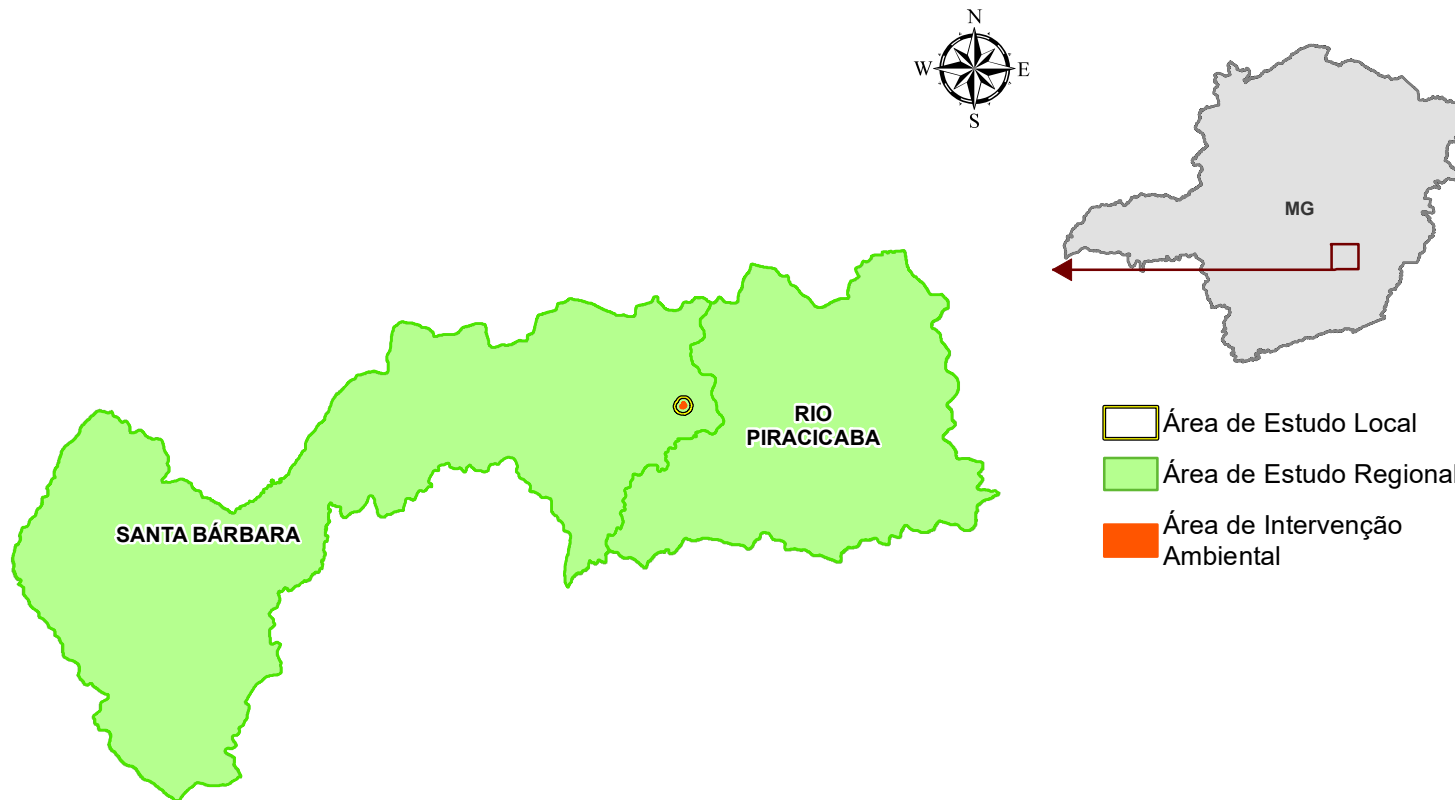 N
W
E
S
MG
RIO
PIRACICABA
SANTA BÁRBARA
Área de Estudo Local
Área de Estudo Regional
Área de Intervenção
Ambiental